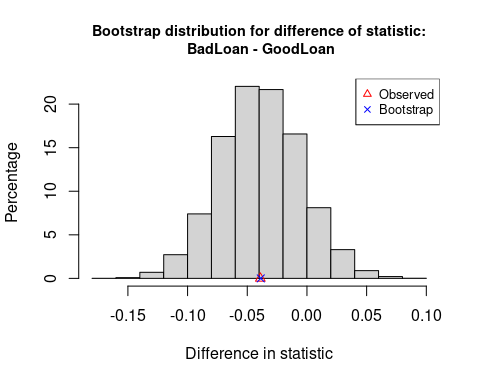 Bootstrap distribution for difference of statistic:
BadLoan - GoodLoan
Observed
Bootstrap
Percentage
20
15
10
5
0
-0.15 -0.10 -0.05 0.00 0.05 0.10
Difference in statistic